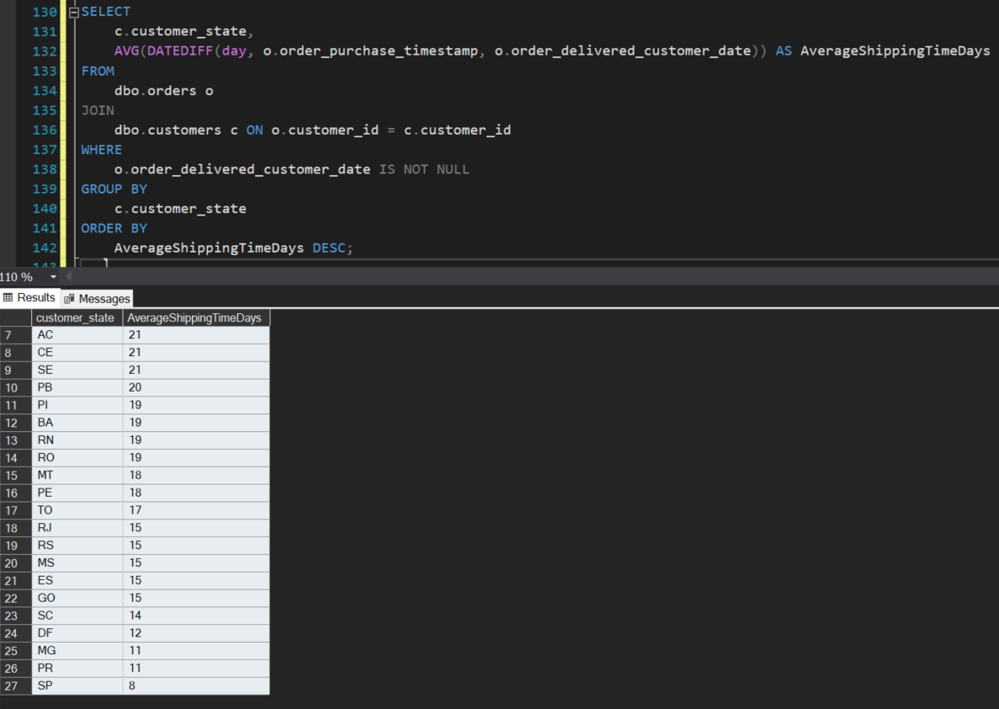 130 SELECT
131 c.customer_state,
132 AVG(DATEDIFF(day, o.order_purchase_timestamp, o.order_delivered_customer_date)) AS AverageShippingTimeDays
133 FROM
134 dbo.orders o
135 JOIN
136 dbo.customers c ON o.customer_id = c.customer_id
137 WHERE
138 o.order_delivered_customer_date IS NOT NULL
139 GROUP BY
140 c.customer_state
141 ORDER BY
142 AverageShippingTimeDays DESC;
143
110 %
Results Messages
customer_state AverageShippingTimeDays
7 AC 21
8 CE 21
9 SE 21
10 PB 20
11 PI 19
12 BA 19
13 RN 19
14 RO 19
15 MT 18
16 PE 18
17 TO 17
18 RJ 15
19 RS 15
20 MS 15
21 ES 15
22 GO 15
23 SC 14
24 DF 12
25 MG 11
26 PR 11
27 SP 8